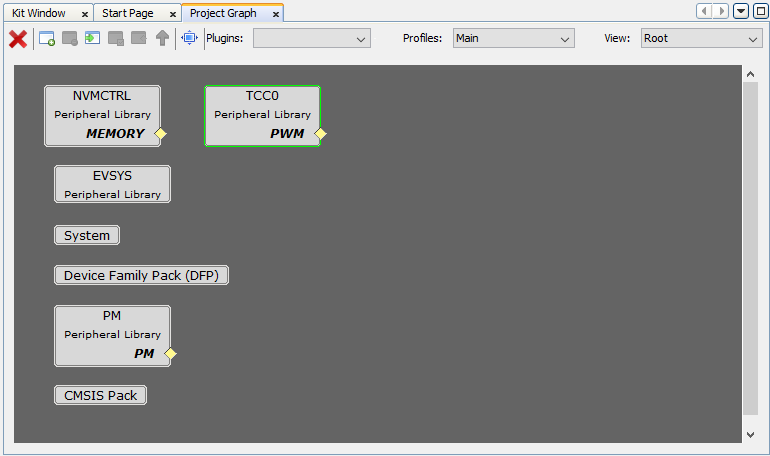 Kit Window x Start Page x Project Graph x
Plugins: Profiles: Main View: Root
NVMCTRL
Peripheral Library
MEMORY
TCC0
Peripheral Library
PWM
EVSYS
Peripheral Library
System
Device Family Pack (DFP)
PM
Peripheral Library
PM
CMSIS Pack